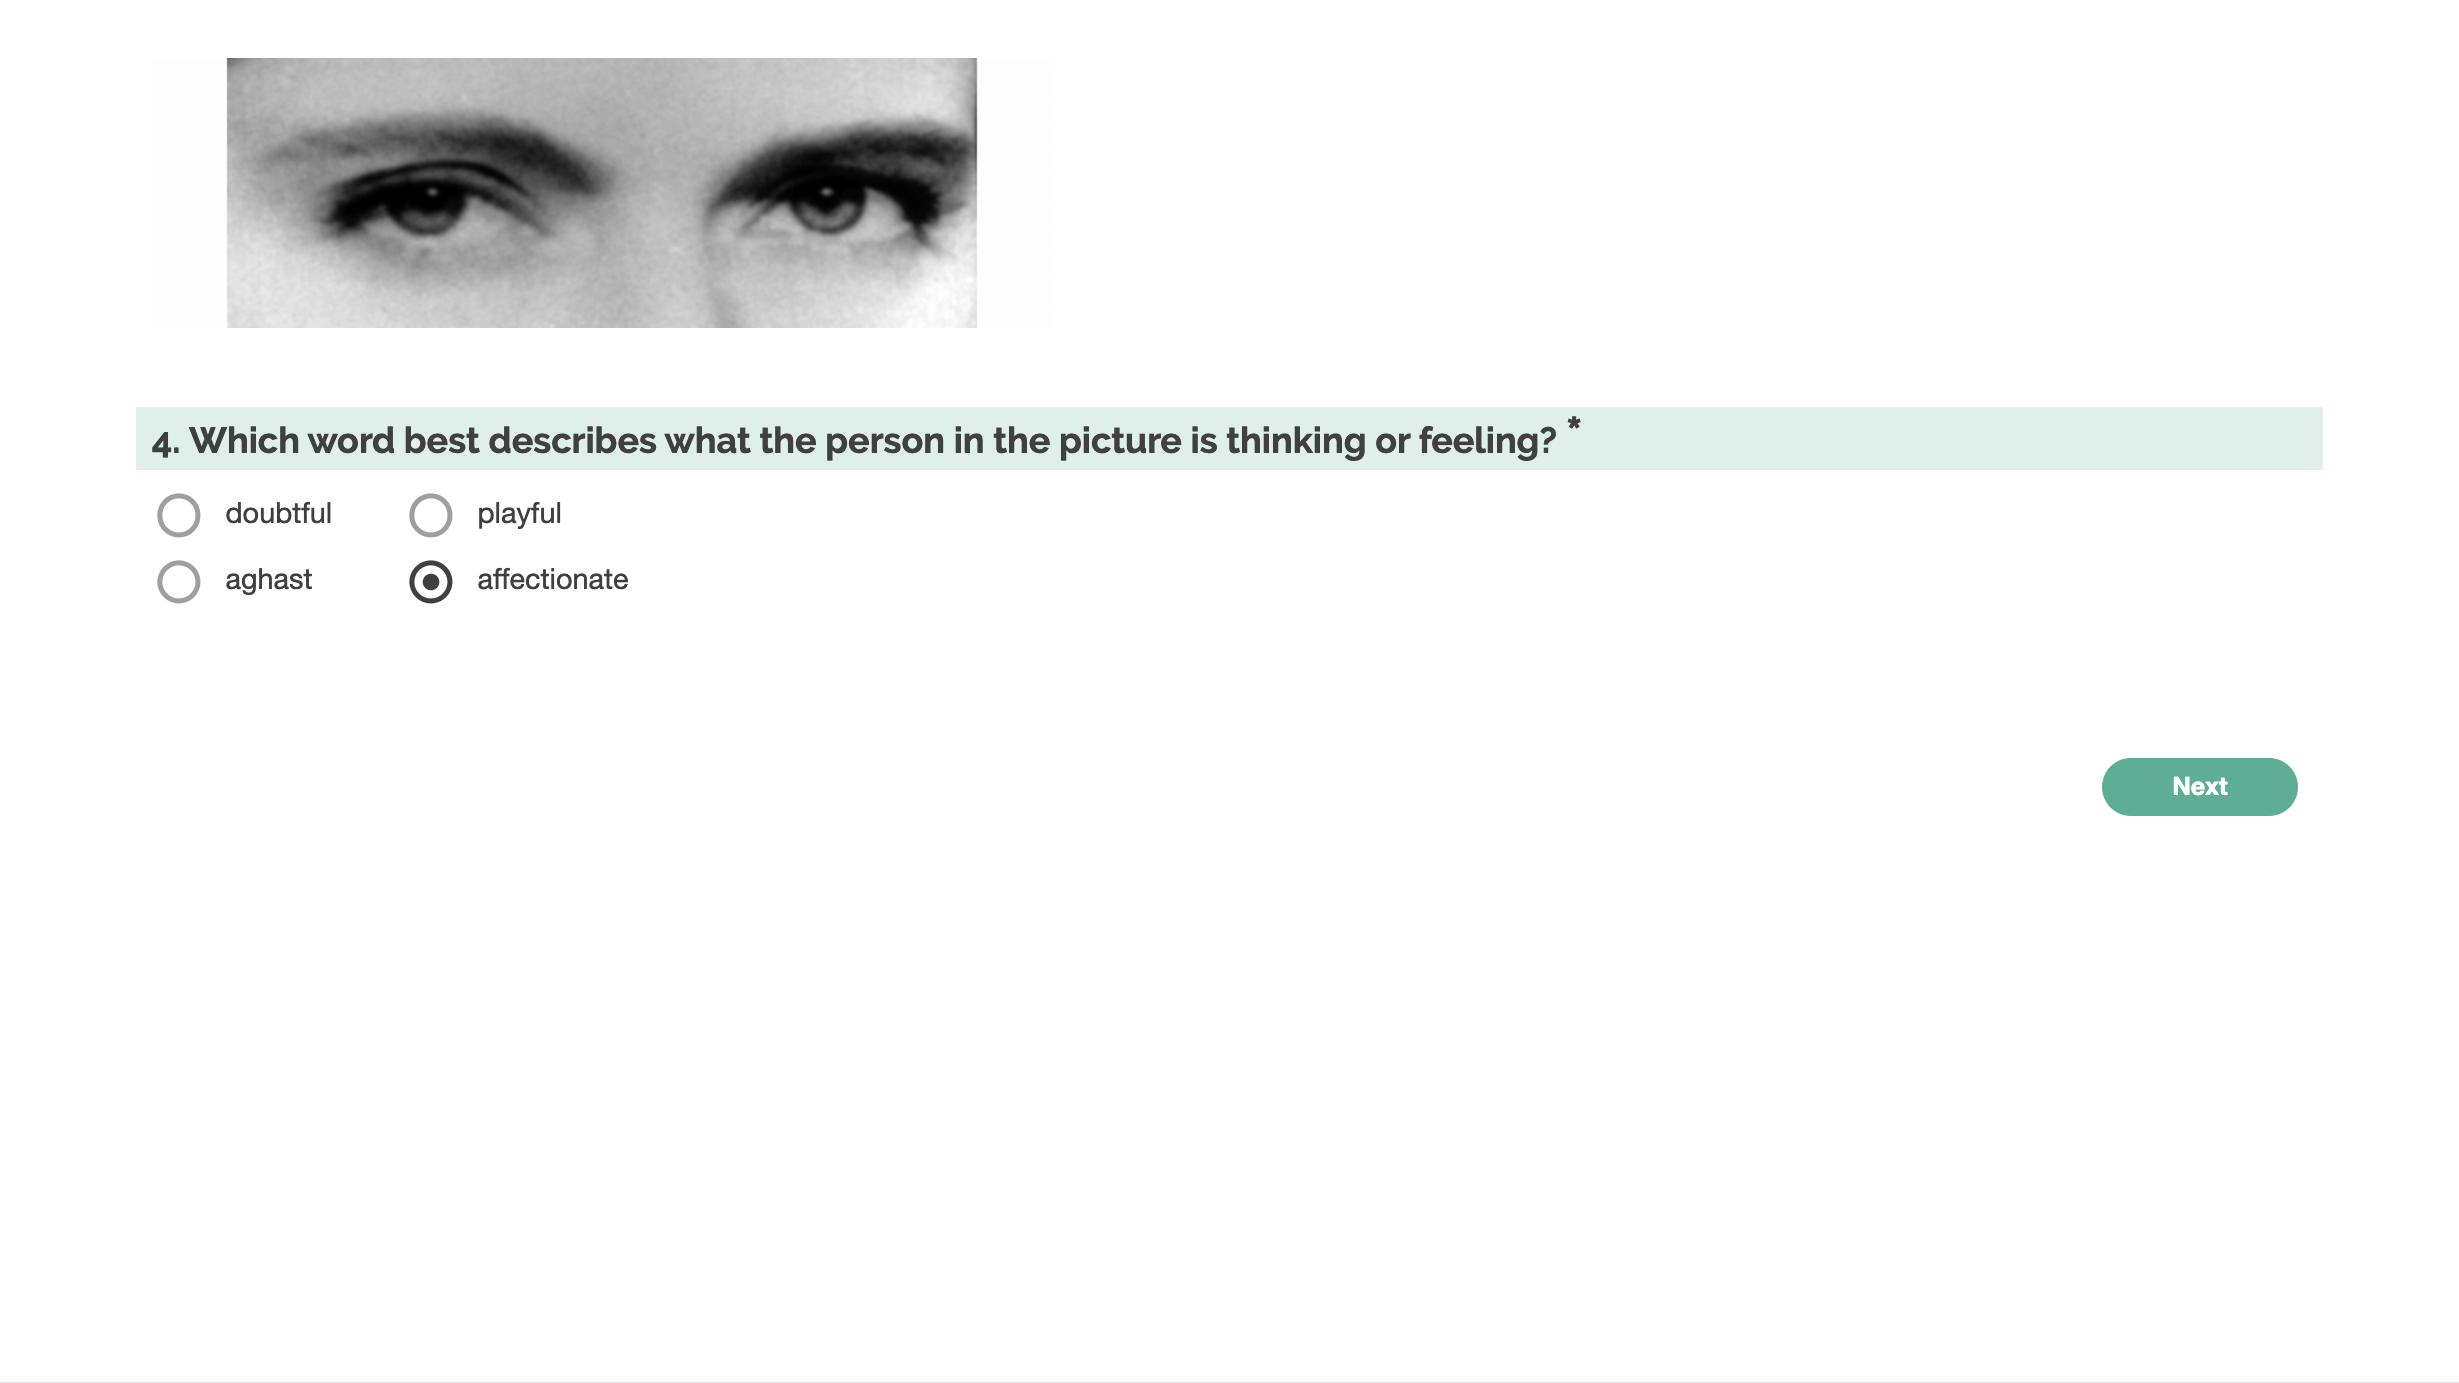 4. Which word best describes what the person in the picture is thinking or feeling? *
doubtful playful
aghast affectionate
Next